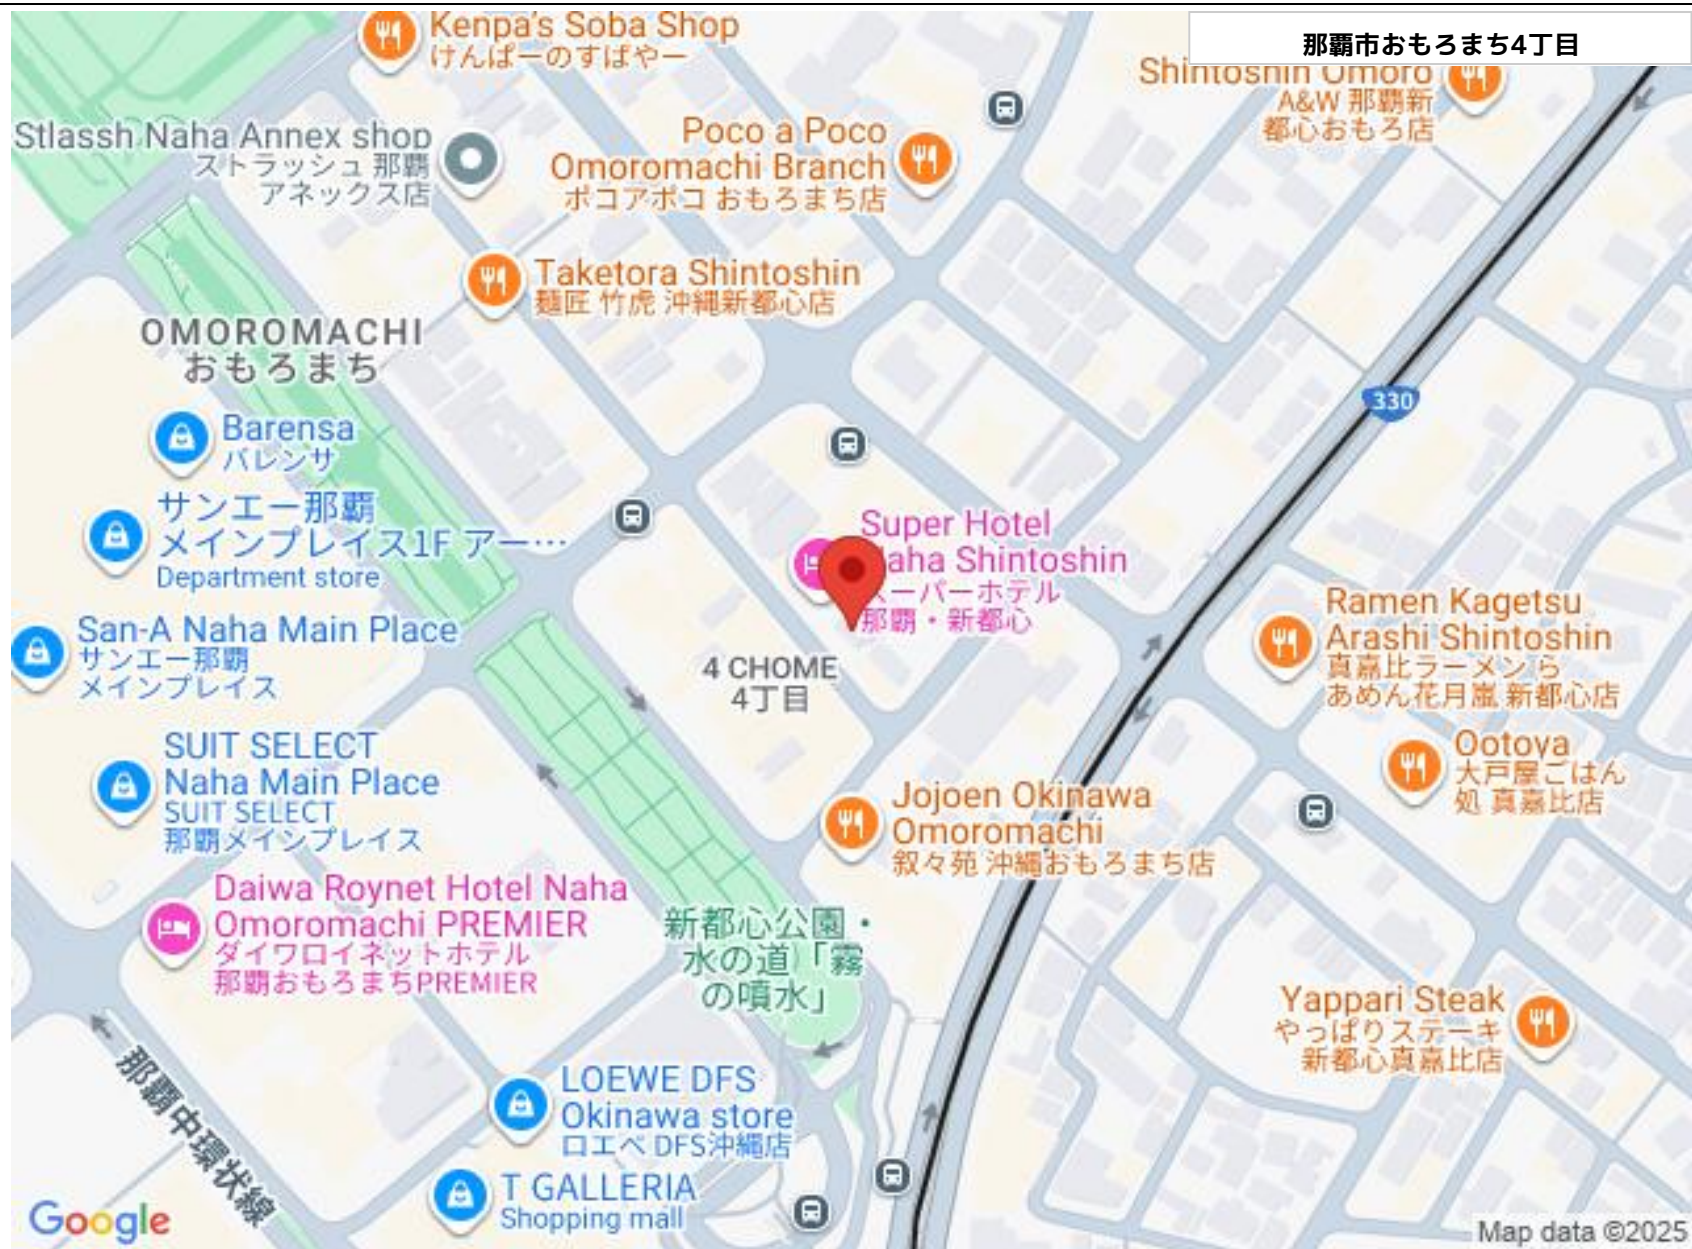 那覇市おもろまち4丁目
Kenpa's Soba Shop
けんぱーのすばやー
Shintoshin Omoro
A&W 那覇新
都心おもろ店
Stlassh Naha Annex shop
ストラッシュ 那覇
アネックス店
Poco a Poco
Omoromachi Branch
ポコアポコ おもろまち店
Taketora Shintoshin
麺匠 竹虎 沖縄新都心店
OMOROMACHI
おもろまち
330
Barensa
バレンサ
サンエー那覇
メインプレイス1F アー…
Department store
Super Hotel
aha Shintoshin
ーパーホテル
那覇・新都心
San-A Naha Main Place
サンエー那覇
メインプレイス
4 CHOME
4丁目
Ramen Kagetsu
Arashi Shintoshin
真嘉比ラーメン ら
あめん花月嵐 新都心店
SUIT SELECT
Naha Main Place
SUIT SELECT
那覇メインプレイス
Ootoya
大戸屋ごはん
処 真嘉比店
Jojoen Okinawa
Omoromachi
叙々苑 沖縄おもろまち店
Daiwa Roynet Hotel Naha
Omoromachi PREMIER
ダイワロイネットホテル
那覇おもろまちPREMIER
新都心公園・
水の道「霧
の噴水」
Yappari Steak
やっぱりステーキ
新都心真嘉比店
那覇中環状線
LOEWE DFS
Okinawa store
ロエベ DFS沖縄店
T GALLERIA
Shopping mall
Google
Map data ©2025